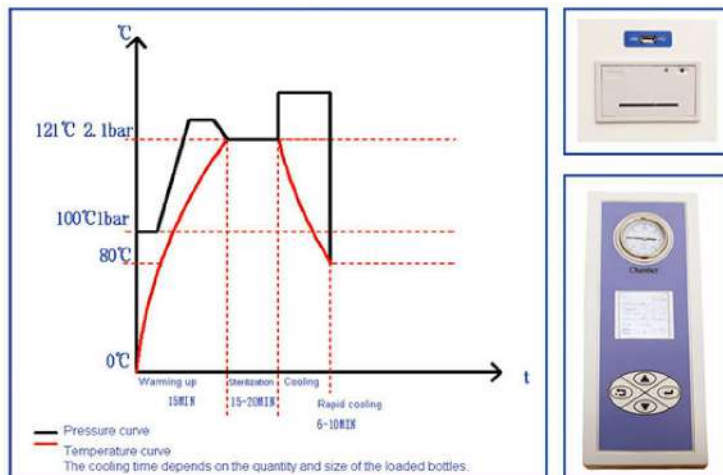 ℃
121℃ 2.1bar
100℃1bar
80℃
0℃
t
Warming up
15MIN
Sterilization
15-20MIN
Cooling
Rapid cooling
6-10MIN
Pressure curve
Temperature curve
The cooling time depends on the quantity and size of the loaded bottles.
Chamber